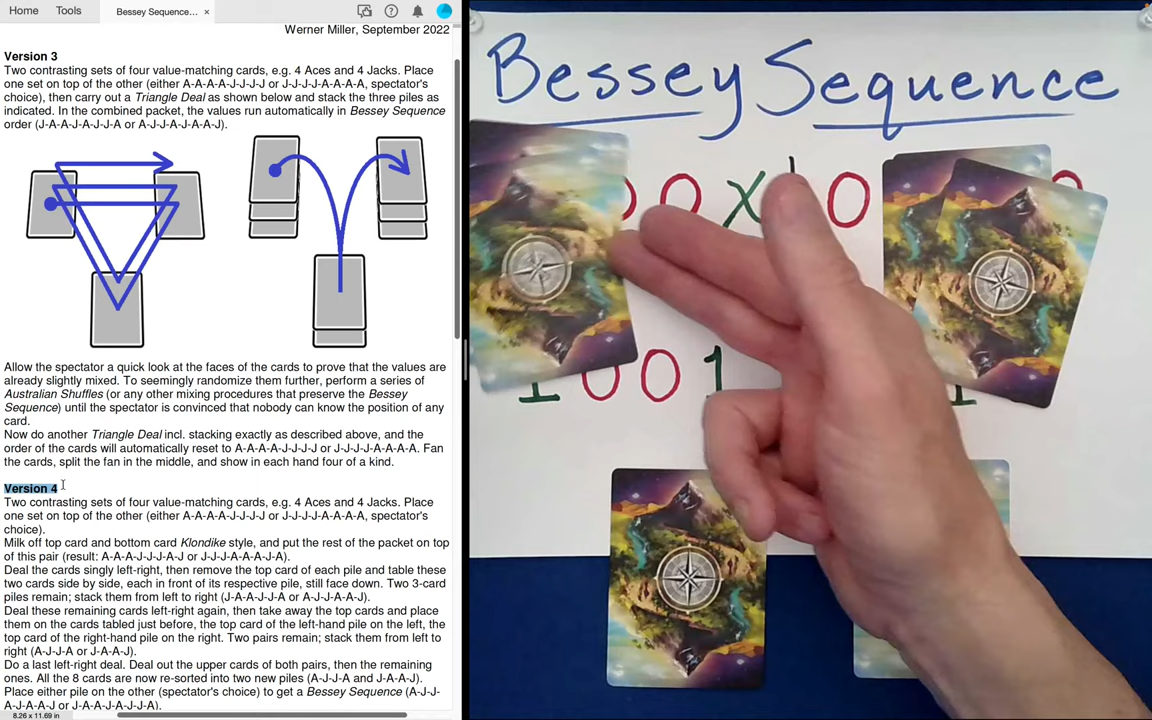 Home
Tools
Bessey Sequence... ×
Werner Miller, September 2022
Version 3
Two contrasting sets of four value-matching cards, e.g. 4 Aces and 4 Jacks. Place
one set on top of the other (either A-A-A-A-J-J-J-J or J-J-J-J-A-A-A-A, spectator's
choice), then carry out a Triangle Deal as shown below and stack the three piles as
indicated. In the combined packet, the values run automatically in Bessey Sequence
order (J-A-A-J-A-J-J-A or A-J-J-A-J-A-A-J).
Allow the spectator a quick look at the faces of the cards to prove that the values are
already slightly mixed. To seemingly randomize them further, perform a series of
Australian Shuffles (or any other mixing procedures that preserve the Bessey
Sequence) until the spectator is convinced that nobody can know the position of any
card.
Now do another Triangle Deal incl. stacking exactly as described above, and the
order of the cards will automatically reset to A-A-A-A-J-J-J-J or J-J-J-J-A-A-A-A. Fan
the cards, split the fan in the middle, and show in each hand four of a kind.
Version 4
Two contrasting sets of four value-matching cards, e.g. 4 Aces and 4 Jacks. Place
one set on top of the other (either A-A-A-A-J-J-J-J or J-J-J-J-A-A-A-A, spectator's
choice).
Milk off top card and bottom card Klondike style, and put the rest of the packet on top
of this pair (result: A-A-A-J-J-J-A-J or J-J-J-A-A-A-J-A).
Deal the cards singly left-right, then remove the top card of each pile and table these
two cards side by side, each in front of its respective pile, still face down. Two 3-card
piles remain; stack them from left to right (J-A-A-J-J-A or A-J-J-A-A-J).
Deal these remaining cards left-right again, then take away the top cards and place
them on the cards tabled just before, the top card of the left-hand pile on the left, the
top card of the right-hand pile on the right. Two pairs remain; stack them from left to
right (A-J-J-A or J-A-A-J).
Do a last left-right deal. Deal out the upper cards of both pairs, then the remaining
ones. All the 8 cards are now re-sorted into two new piles (A-J-J-A and J-A-A-J).
Place either pile on the other (spectator's choice) to get a Bessey Sequence (A-J-J-
A-J-A-A-J or J-A-A-J-A-J-J-A).
8.26 x 11.69 in
Bessey Sequence
0 0 X 1 0
1 0 0 1
1